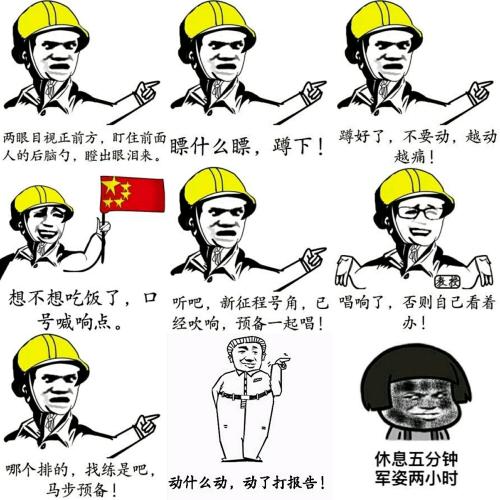 两眼目视正前方，盯住前面
人的后脑勺，瞪出眼泪来。
瞟什么瞟，蹲下！
蹲好了，不要动，越动
越痛！
想不想吃饭了，口
号喊响点。
听吧，新征程号角，已
经吹响，预备一起唱！
教授
唱响了，否则自己看着
办！
哪个排的，找练是吧，
马步预备！
动什么动，动了打报告！
休息五分钟
军姿两小时